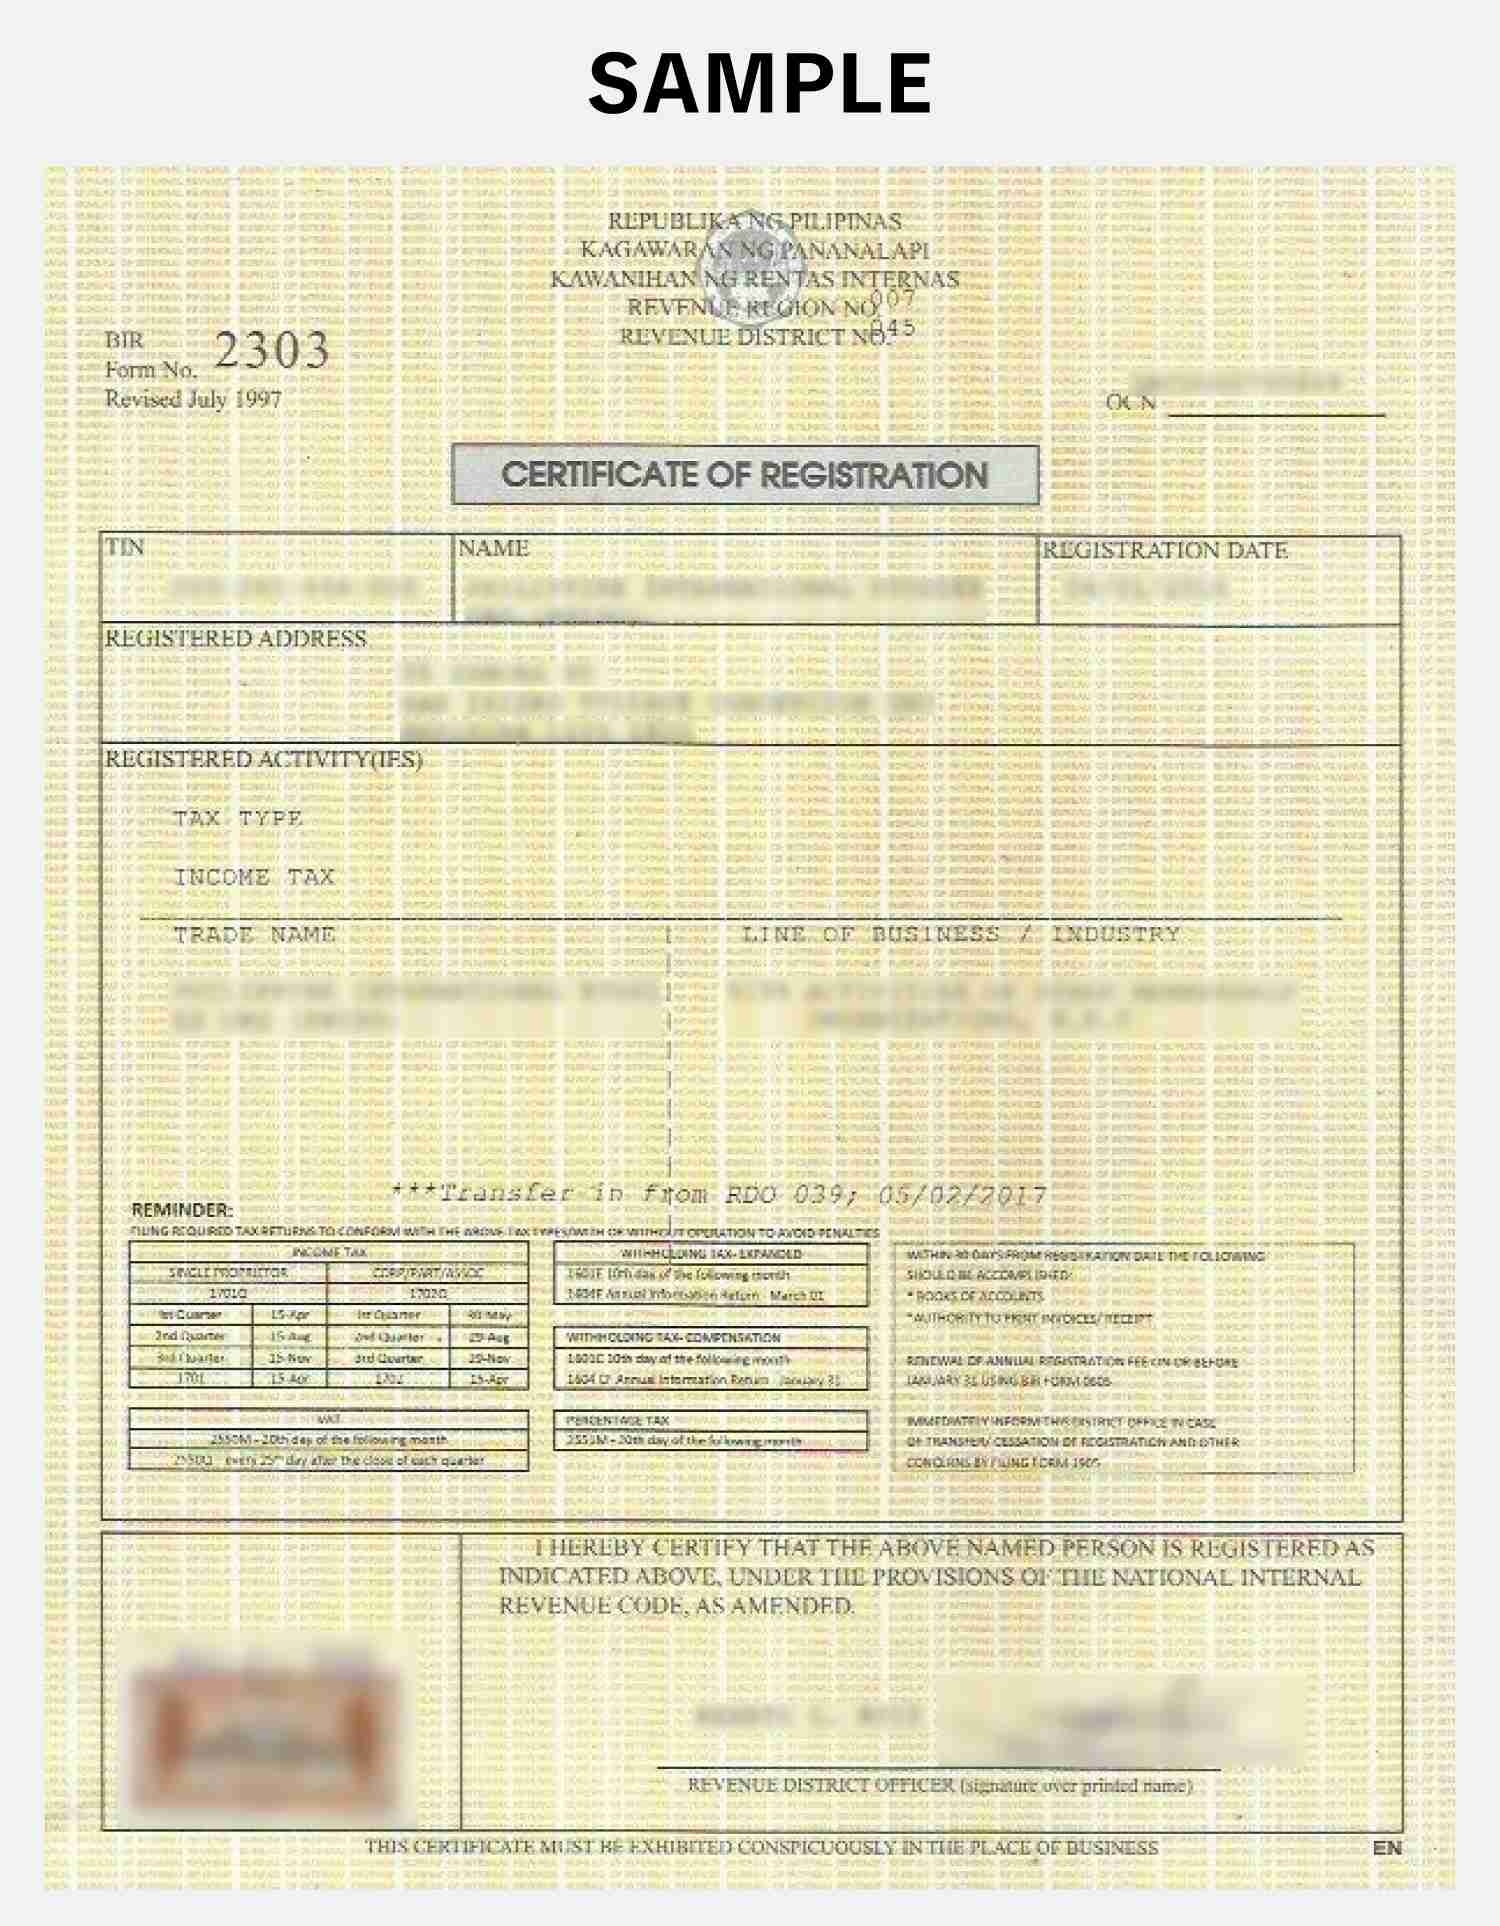 SAMPLE
REPUBLIKA NG PILIPINAS
KAGAWARAN NG PANANALAPI
KAWANIHAN NG RENTAS INTERNAS
REVENUE REGION NO. 007
REVENUE DISTRICT NO. 045
BIR
Form No. 2303
Revised July 1997
OCN
CERTIFICATE OF REGISTRATION
TIN NAME REGISTRATION DATE
REGISTERED ADDRESS
REGISTERED ACTIVITY(IES)
TAX TYPE
INCOME TAX
TRADE NAME LINE OF BUSINESS / INDUSTRY
***Transfer in from RDO 039; 05/02/2017
REMINDER:
FILING REQUIRED TAX RETURNS TO CONFORM WITH THE ABOVE TAX TYPES/WITH OR WITHOUT OPERATION TO AVOID PENALTIES
INCOME TAX
SINGLE PROPRIETOR CORP/PART/ASSOC
1701Q 1702Q
1st Quarter 15-Apr 1st Quarter 30-May
2nd Quarter 15-Aug 2nd Quarter 29-Aug
3rd Quarter 15-Nov 3rd Quarter 29-Nov
1701 15-Apr 1702 15-Apr
VAT
2550M - 20th day of the following month
2550Q every 25th day after the close of each quarter
WITHHOLDING TAX- EXPANDED
1601E 10th day of the following month
1604E Annual Information Return March 01
WITHHOLDING TAX- COMPENSATION
1601C 10th day of the following month
1604 CF Annual Information Return January 31
PERCENTAGE TAX
2551M - 20th day of the following month
WITHIN 30 DAYS FROM REGISTRATION DATE THE FOLLOWING
SHOULD BE ACCOMPLISHED:
* BOOKS OF ACCOUNTS
*AUTHORITY TO PRINT INVOICES/ RECEIPT
RENEWAL OF ANNUAL REGISTRATION FEE ON OR BEFORE
JANUARY 31 USING BIR FORM 0605
IMMEDIATELY INFORM THIS DISTRICT OFFICE IN CASE
OF TRANSFER/ CESSATION OF REGISTRATION AND OTHER
CONCERNS BY FILING FORM 1905
I HEREBY CERTIFY THAT THE ABOVE NAMED PERSON IS REGISTERED AS
INDICATED ABOVE, UNDER THE PROVISIONS OF THE NATIONAL INTERNAL
REVENUE CODE, AS AMENDED.
REVENUE DISTRICT OFFICER (signature over printed name)
THIS CERTIFICATE MUST BE EXHIBITED CONSPICUOUSLY IN THE PLACE OF BUSINESS
EN